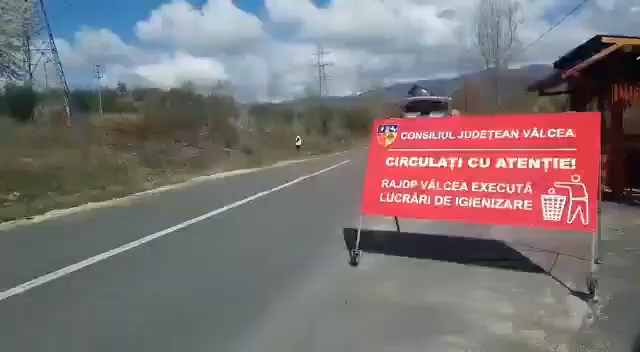 CONSILIUL JUDEȚEAN VÂLCEA
CIRCULAȚI CU ATENȚIE!
RAJDP VÂLCEA EXECUTĂ
LUCRĂRI DE IGIENIZARE